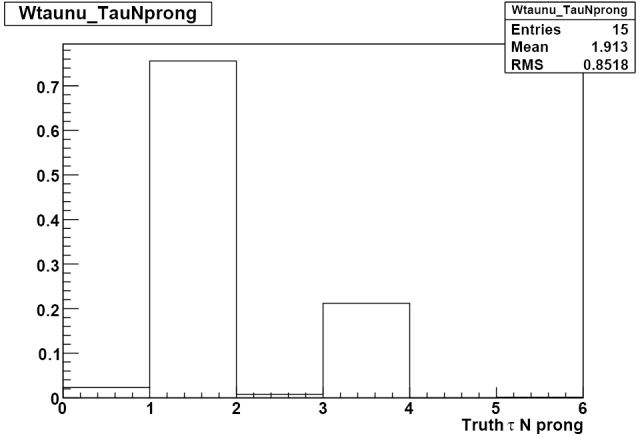 Wtaunu_TauNprong
Wtaunu_TauNprong
Entries 15
Mean 1.913
RMS 0.8518
0.7
0.6
0.5
0.4
0.3
0.2
0.1
0
0 1 2 3 4 5 6
Truth τ N prong